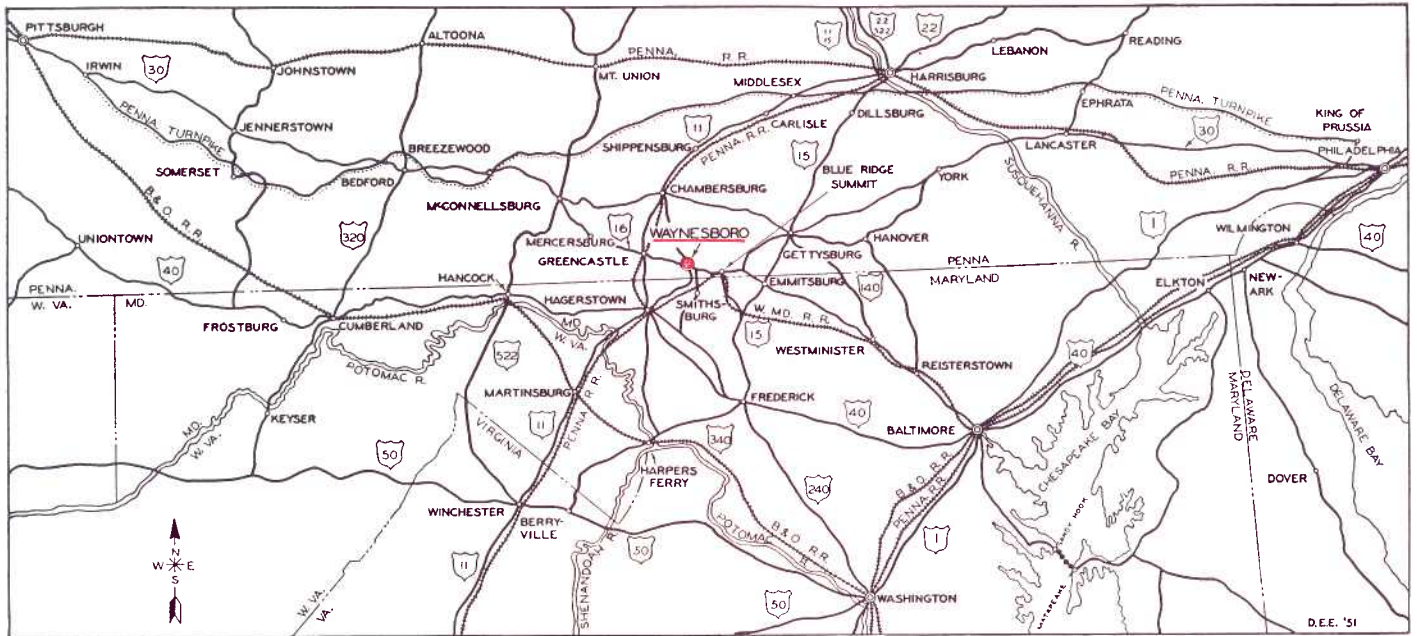 PITTSBURGH
IRWIN
30
JOHNSTOWN
ALTOONA
PENNA. R. R.
MT. UNION
11
15
22
322
22
LEBANON
READING
HARRISBURG
MIDDLESEX
EPHRATA
PENNA. TURNPIKE
KING OF
PRUSSIA
PENNA. TURNPIKE
JENNERSTOWN
SHIPPENSBURG
11
PENNA. R.R.
CARLISLE
DILLSBURG
30
LANCASTER
PHILADELPHIA
SOMERSET
BEDFORD
BREEZEWOOD
15
BLUE RIDGE
SUMMIT
YORK
SUSQUEHANNA R.
PENNA. R.R.
B. & O. R. R.
CHAMBERSBURG
McCONNELLSBURG
UNIONTOWN
320
16
MERCERSBURG
WAYNESBORO
HANOVER
1
WILMINGTON
40
40
GREENCASTLE
GETTYSBURG
PENNA
MARYLAND
HANCOCK
HAGERSTOWN
SMITHS-
BURG
EMMITSBURG
140
ELKTON
NEW-
ARK
PENNA.
W. VA.
MD.
FROSTBURG
CUMBERLAND
MD.
W. VA.
W. MD. R. R.
15
WESTMINISTER
POTOMAC R.
522
REISTERSTOWN
40
MARTINSBURG
KEYSER
FREDERICK
40
DELAWARE
MARYLAND
DELAWARE BAY
MD.
W. VA.
VIRGINIA
11
PENNA R. R.
340
BALTIMORE
CHESAPEAKE BAY
50
HARPERS
FERRY
240
B. & O. R. R.
PENNA. R.R.
DOVER
WINCHESTER
BERRY-
VILLE
SHENANDOAH R.
POTOMAC R.
B. & O. R. R.
50
1
SANDY HOOK
N
W E
S
11
W. VA.
VA.
50
WASHINGTON
MATAPEAKE
D.E.E. '51